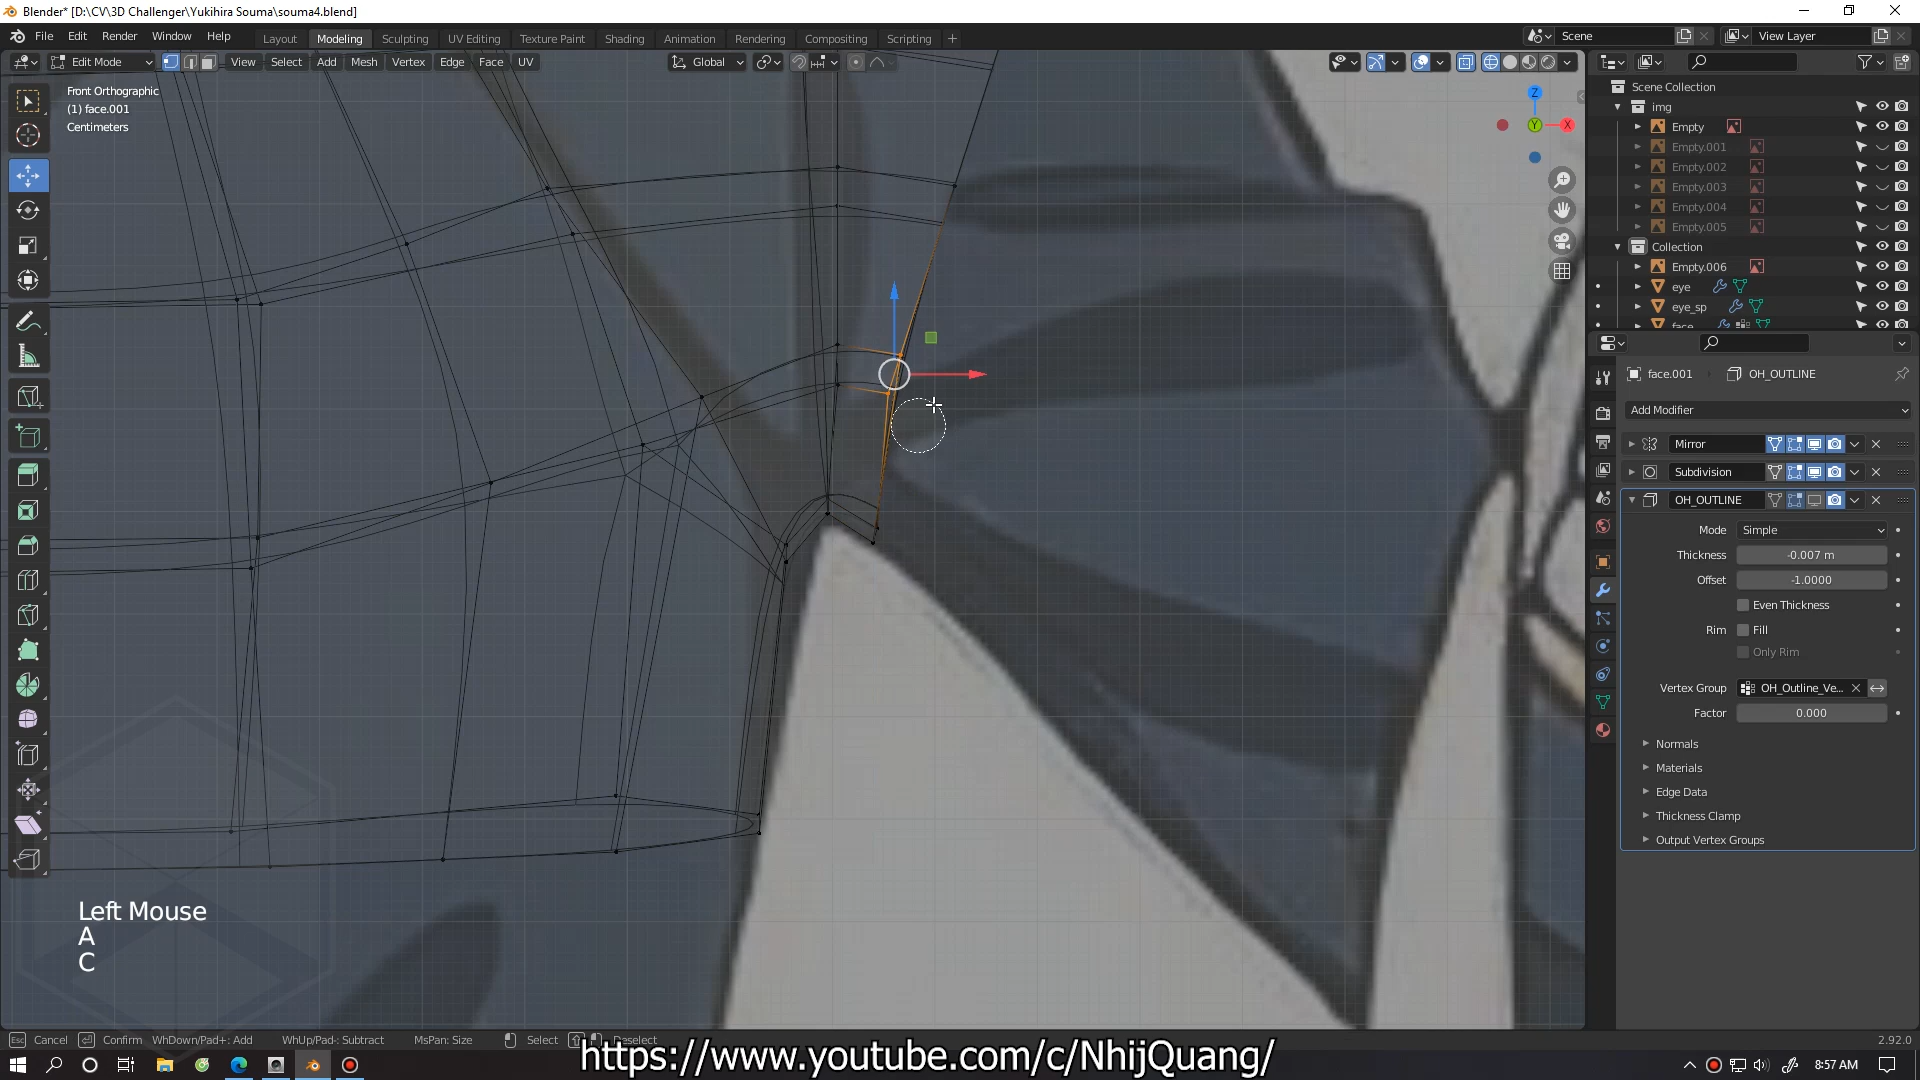 Blender* [D:\CV\3D Challenger\Yukihira Souma\souma4.blend]
File Edit Render Window Help Layout Modeling Sculpting UV Editing Texture Paint Shading Animation Rendering Compositing Scripting Scene View Layer
Edit Mode View Select Add Mesh Vertex Edge Face UV Global
Front Orthographic
(1) face.001
Centimeters
Z
Y
X
Scene Collection
img
Empty
Empty.001
Empty.002
Empty.003
Empty.004
Empty.005
Collection
Empty.006
eye
eye_sp
face
face.001 OH_OUTLINE
Add Modifier
Mirror
Subdivision
OH_OUTLINE
Mode Simple
Thickness -0.007 m
Offset -1.0000
Even Thickness
Rim Fill
Only Rim
Vertex Group OH_Outline_Ve...
Factor 0.000
Normals
Materials
Edge Data
Thickness Clamp
Output Vertex Groups
Left Mouse
A
C
Esc Cancel Confirm WhDown/Pad+: Add WhUp/Pad-: Subtract MsPan: Size Select Deselect 2.92.0
https://www.youtube.com/c/NhijQuang/
8:57 AM